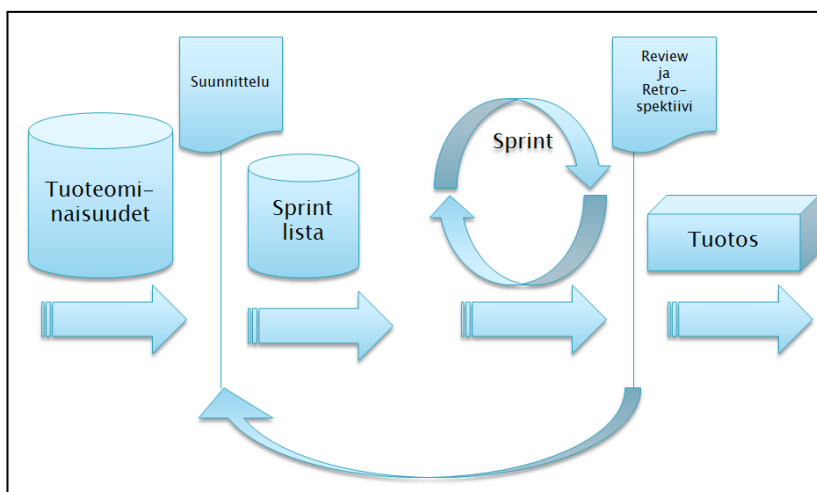 Suunnittelu
Tuoteomi-
naisuudet
Sprint
lista
Sprint
Review
ja
Retro-
spektiivi
Tuotos